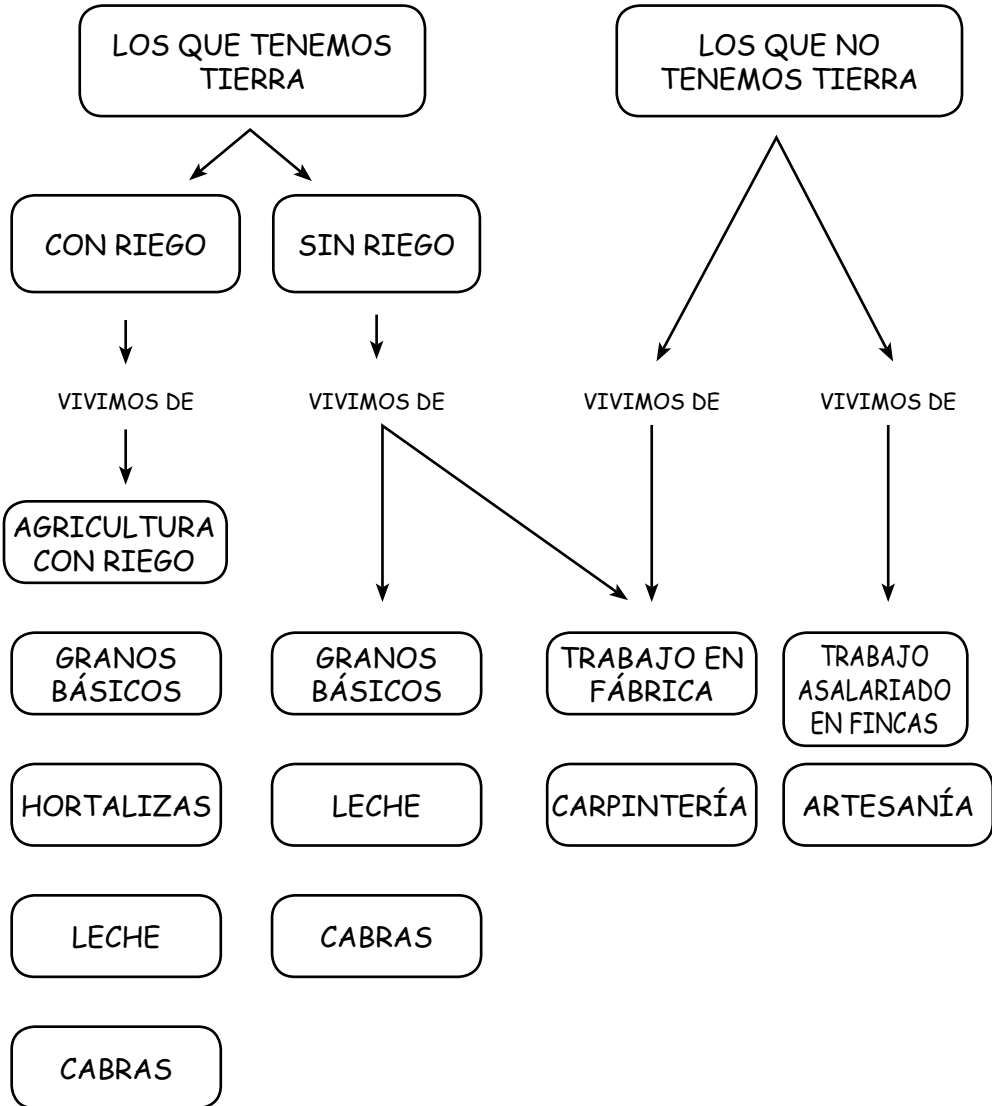 LOS QUE TENEMOS
TIERRA
LOS QUE NO
TENEMOS TIERRA
CON RIEGO
SIN RIEGO
VIVIMOS DE
VIVIMOS DE
VIVIMOS DE
VIVIMOS DE
AGRICULTURA
CON RIEGO
GRANOS
BÁSICOS
GRANOS
BÁSICOS
TRABAJO EN
FÁBRICA
TRABAJO
ASALARIADO
EN FINCAS
HORTALIZAS
LECHE
CARPINTERÍA
ARTESANÍA
LECHE
CABRAS
CABRAS